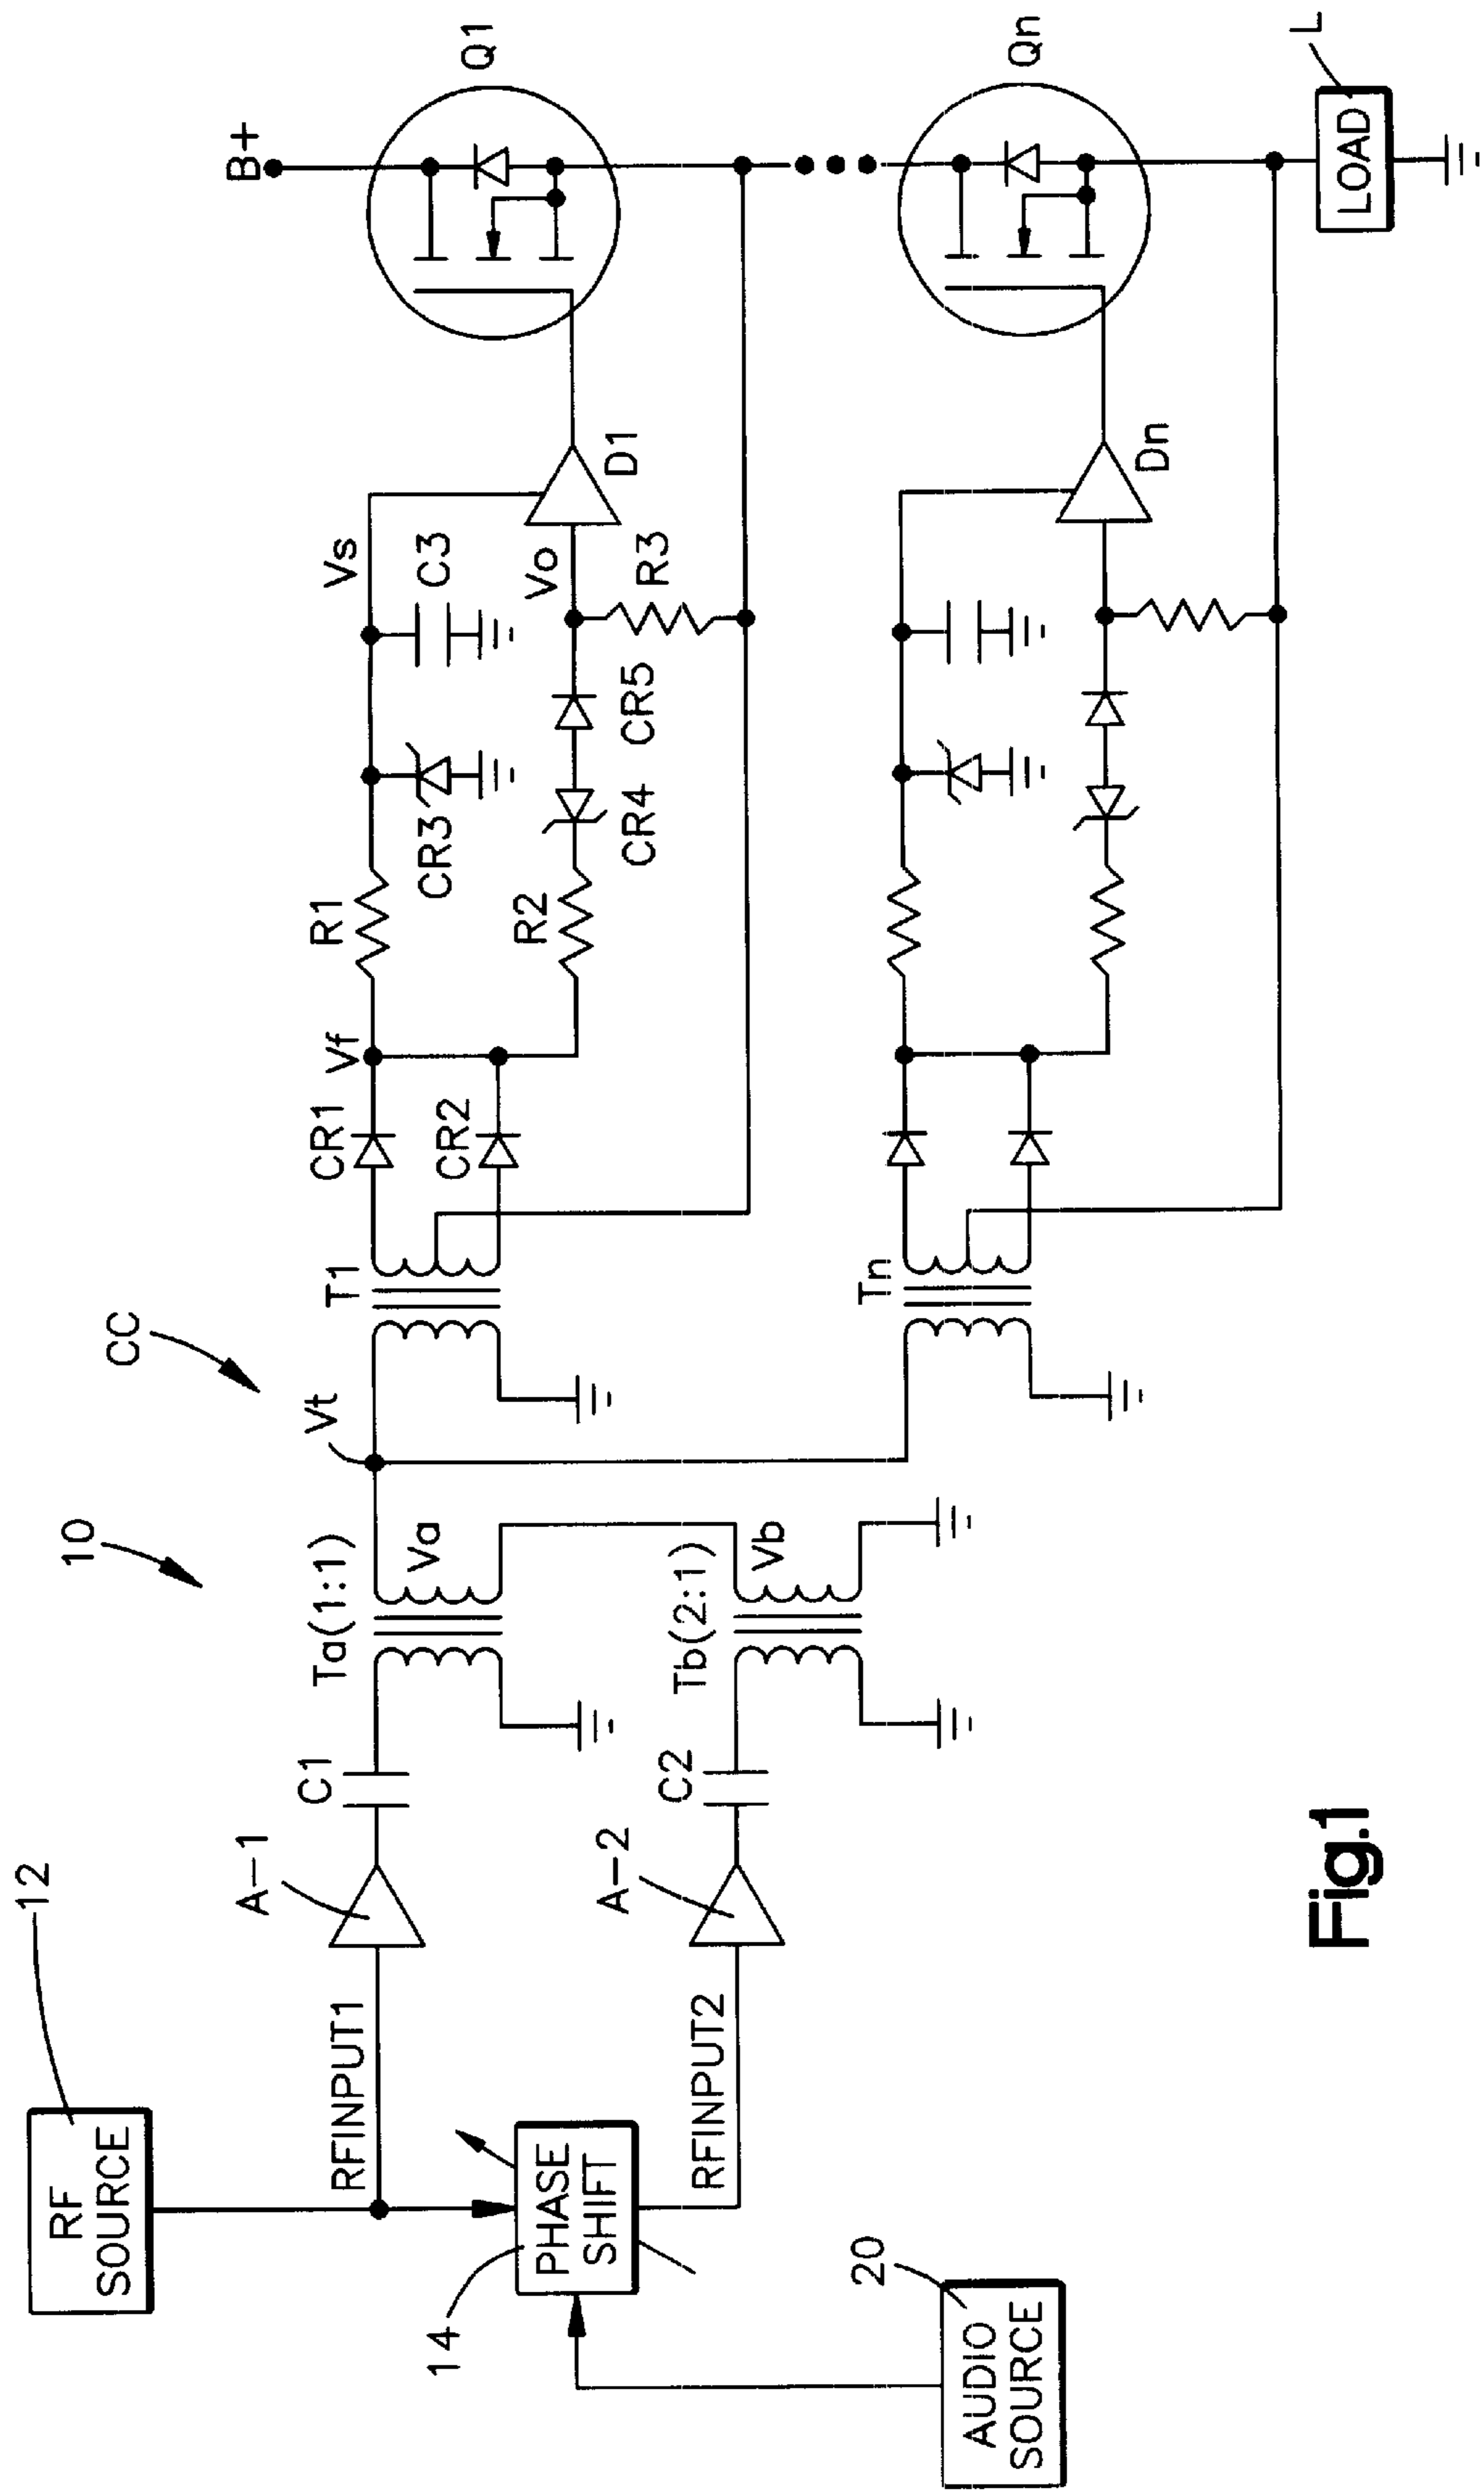 12
RF
SOURCE
RFINPUT1
A-1
C1
Ta(1:1)
Va
10
Vt
CC
T1
CR1
CR2
Vf
R1
R2
CR3
CR4
CR5
C3
Vs
Vo
R3
D1
B+
Q1
14
PHASE
SHIFT
RFINPUT2
A-2
C2
Tb(2:1)
Vb
Tn
Dn
Qn
20
AUDIO
SOURCE
LOAD
L
Fig.1